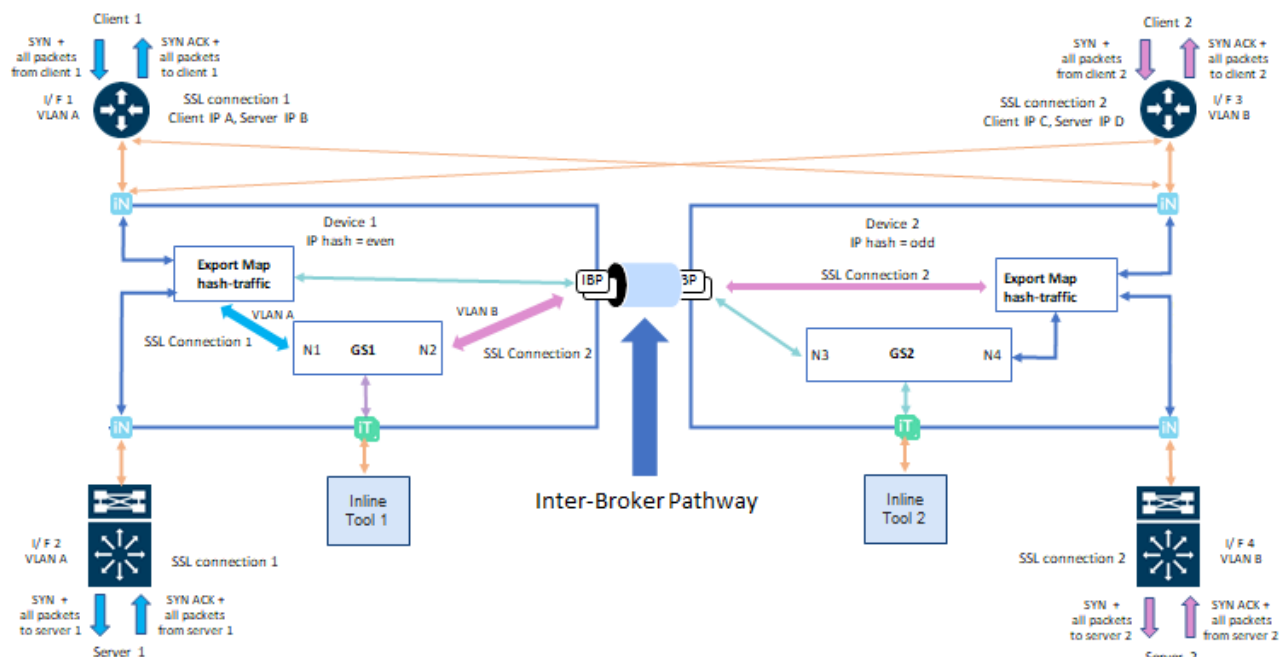 Client 1
SYN +
all packets
from client 1
SYN ACK +
all packets
to client 1
I/F 1
VLAN A
SSL connection 1
Client IP A, Server IP B
Client 2
SYN +
all packets
from client 2
SYN ACK +
all packets
to client 2
SSL connection 2
Client IP C, Server IP D
I/F 3
VLAN B
iN
iN
Device 1
IP hash = even
Device 2
IP hash = odd
Export Map
hash-traffic
IBP
BP
SSL Connection 2
Export Map
hash-traffic
VLAN A
VLAN B
SSL Connection 1
N1 GS1 N2
SSL Connection 2
N3 GS2 N4
iN
iT
iT
iN
Inline
Tool 1
Inter-Broker Pathway
Inline
Tool 2
I/F 2
VLAN A
SSL connection 1
SSL connection 2
I/F 4
VLAN B
SYN +
all packets
to server 1
SYN ACK +
all packets
from server 1
Server 1
SYN +
all packets
to server 2
SYN ACK +
all packets
from server 2
Server 2